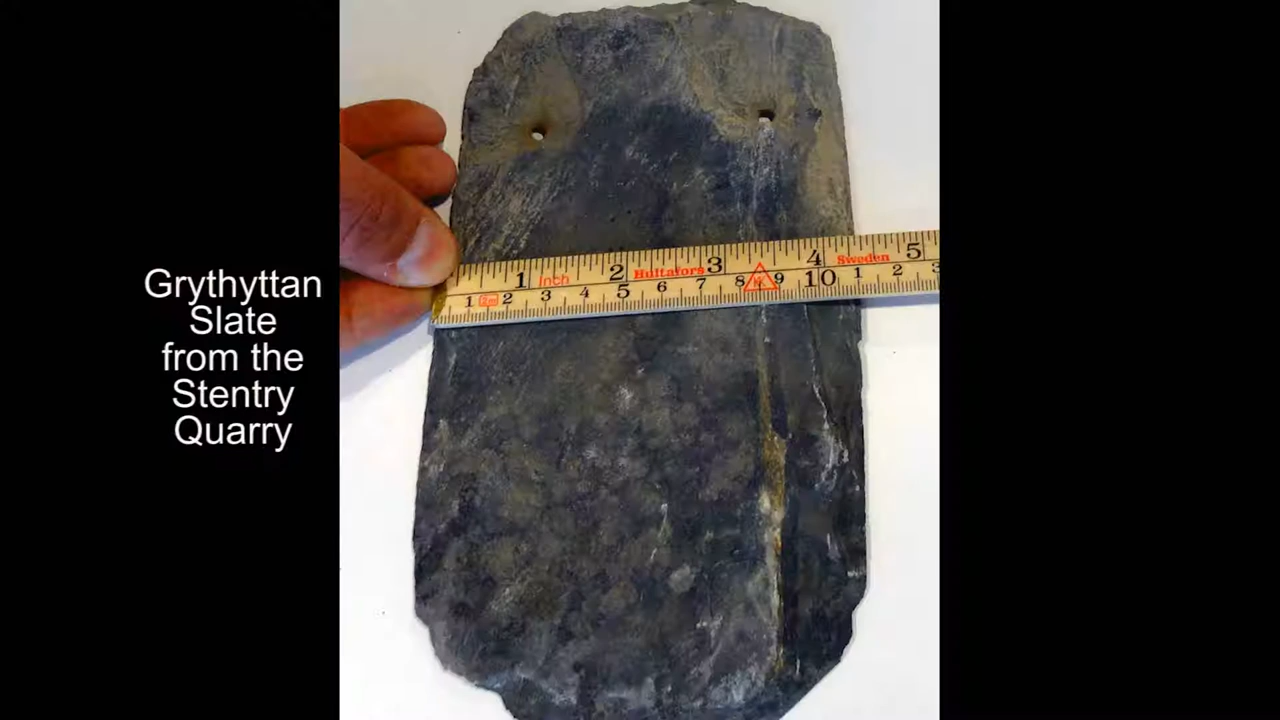 Grythyttan
Slate
from the
Stentry
Quarry
1 Inch 2 Hultafors 3 4 Sweden 5
1 2m 2 3 4 5 6 7 8 9 10 1 2 3